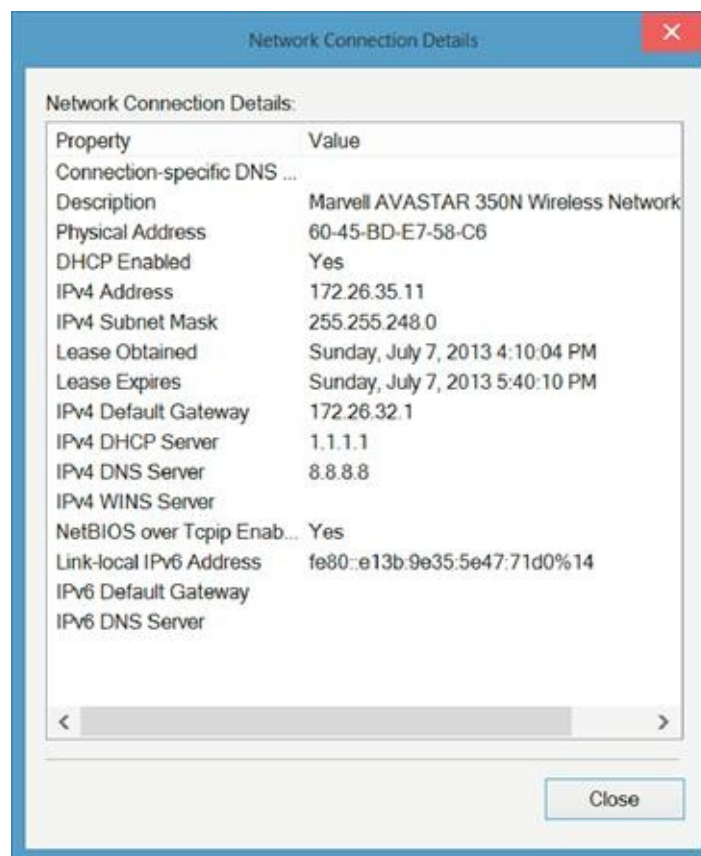 Network Connection Details
Network Connection Details:
Property Value
Connection-specific DNS ...
Description Marvell AVASTAR 350N Wireless Network
Physical Address 60-45-BD-E7-58-C6
DHCP Enabled Yes
IPv4 Address 172.26.35.11
IPv4 Subnet Mask 255.255.248.0
Lease Obtained Sunday, July 7, 2013 4:10:04 PM
Lease Expires Sunday, July 7, 2013 5:40:10 PM
IPv4 Default Gateway 172.26.32.1
IPv4 DHCP Server 1.1.1.1
IPv4 DNS Server 8.8.8.8
IPv4 WINS Server
NetBIOS over Tcpip Enab... Yes
Link-local IPv6 Address fe80::e13b:9e35:5e47:71d0%14
IPv6 Default Gateway
IPv6 DNS Server
Close